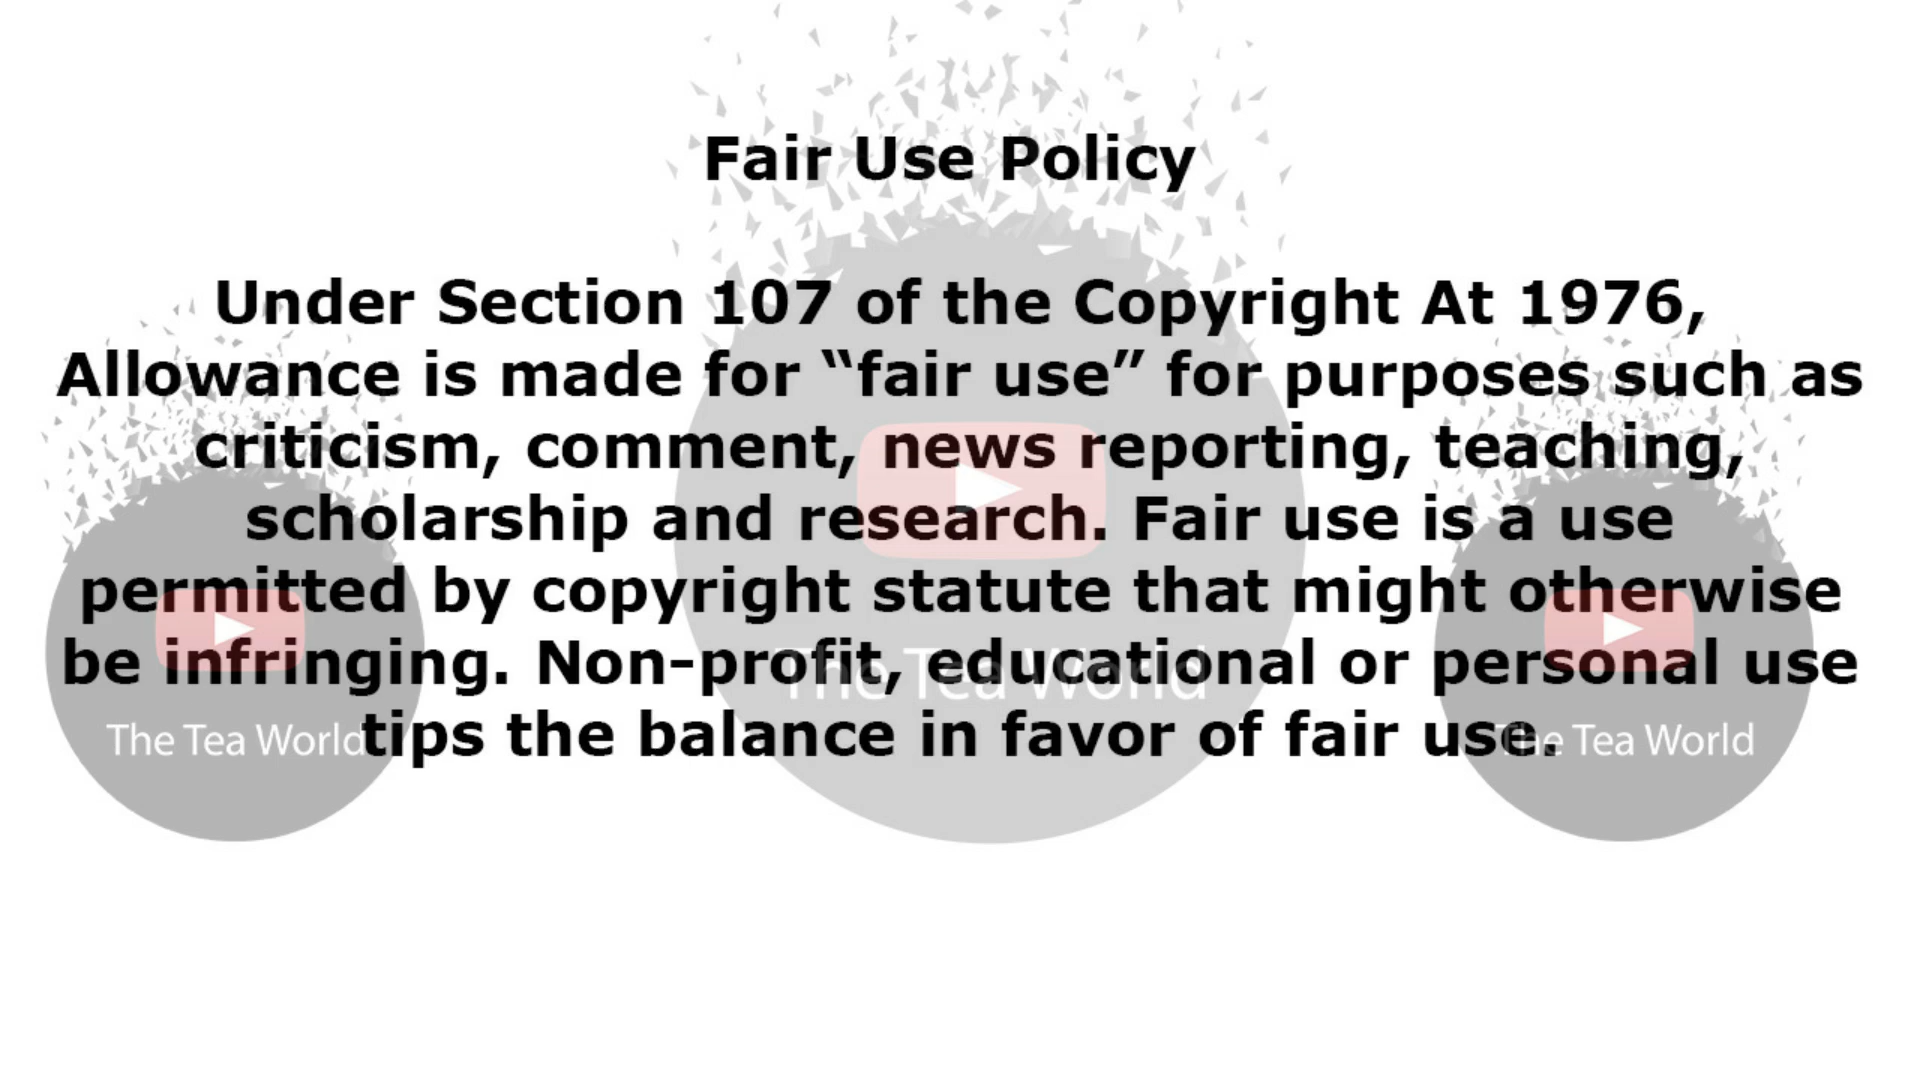 Fair Use Policy
Under Section 107 of the Copyright At 1976,
Allowance is made for “fair use” for purposes such as
criticism, comment, news reporting, teaching,
scholarship and research. Fair use is a use
permitted by copyright statute that might otherwise
be infringing. Non-profit, educational or personal use
tips the balance in favor of fair use.
The Tea World
The Tea World
The Tea World